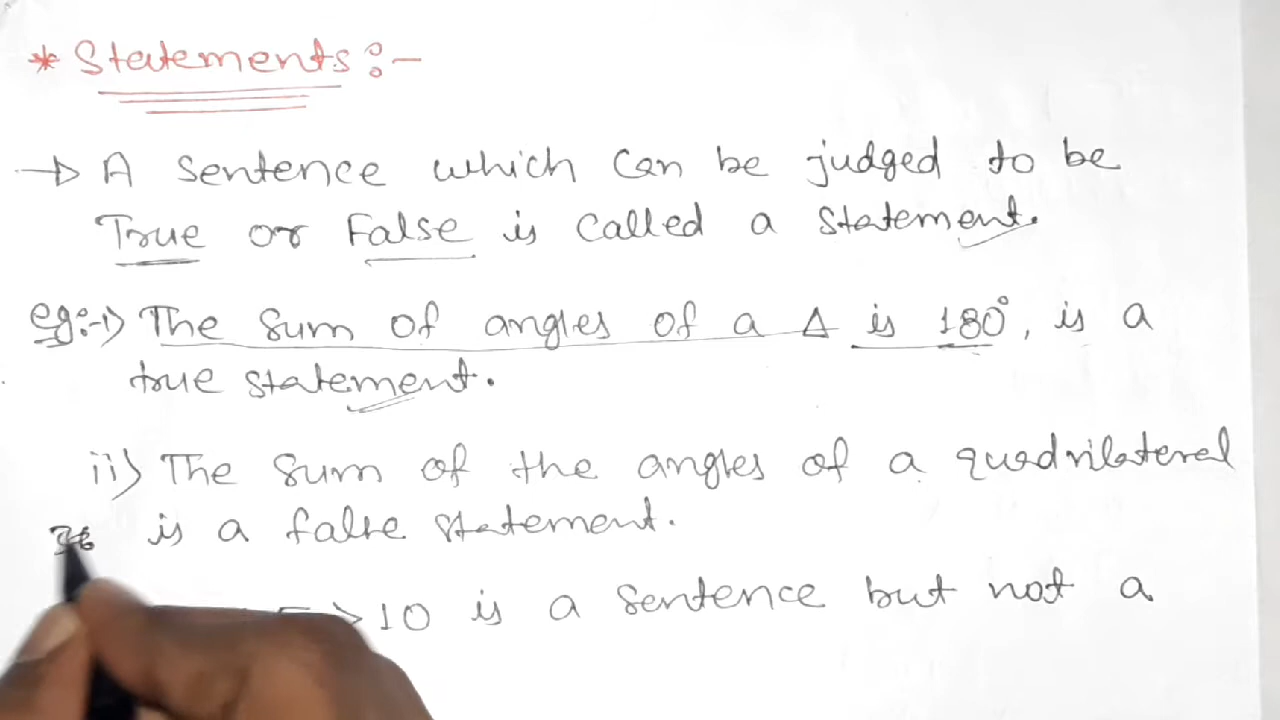 * Statements:-
→ A sentence which can be judged to be
True or False is called a statement.
eg:-i) The sum of angles of a Δ is 180°, is a
true statement.
ii) The sum of the angles of a quadrilateral
is a false statement.
> 10 is a sentence but not a